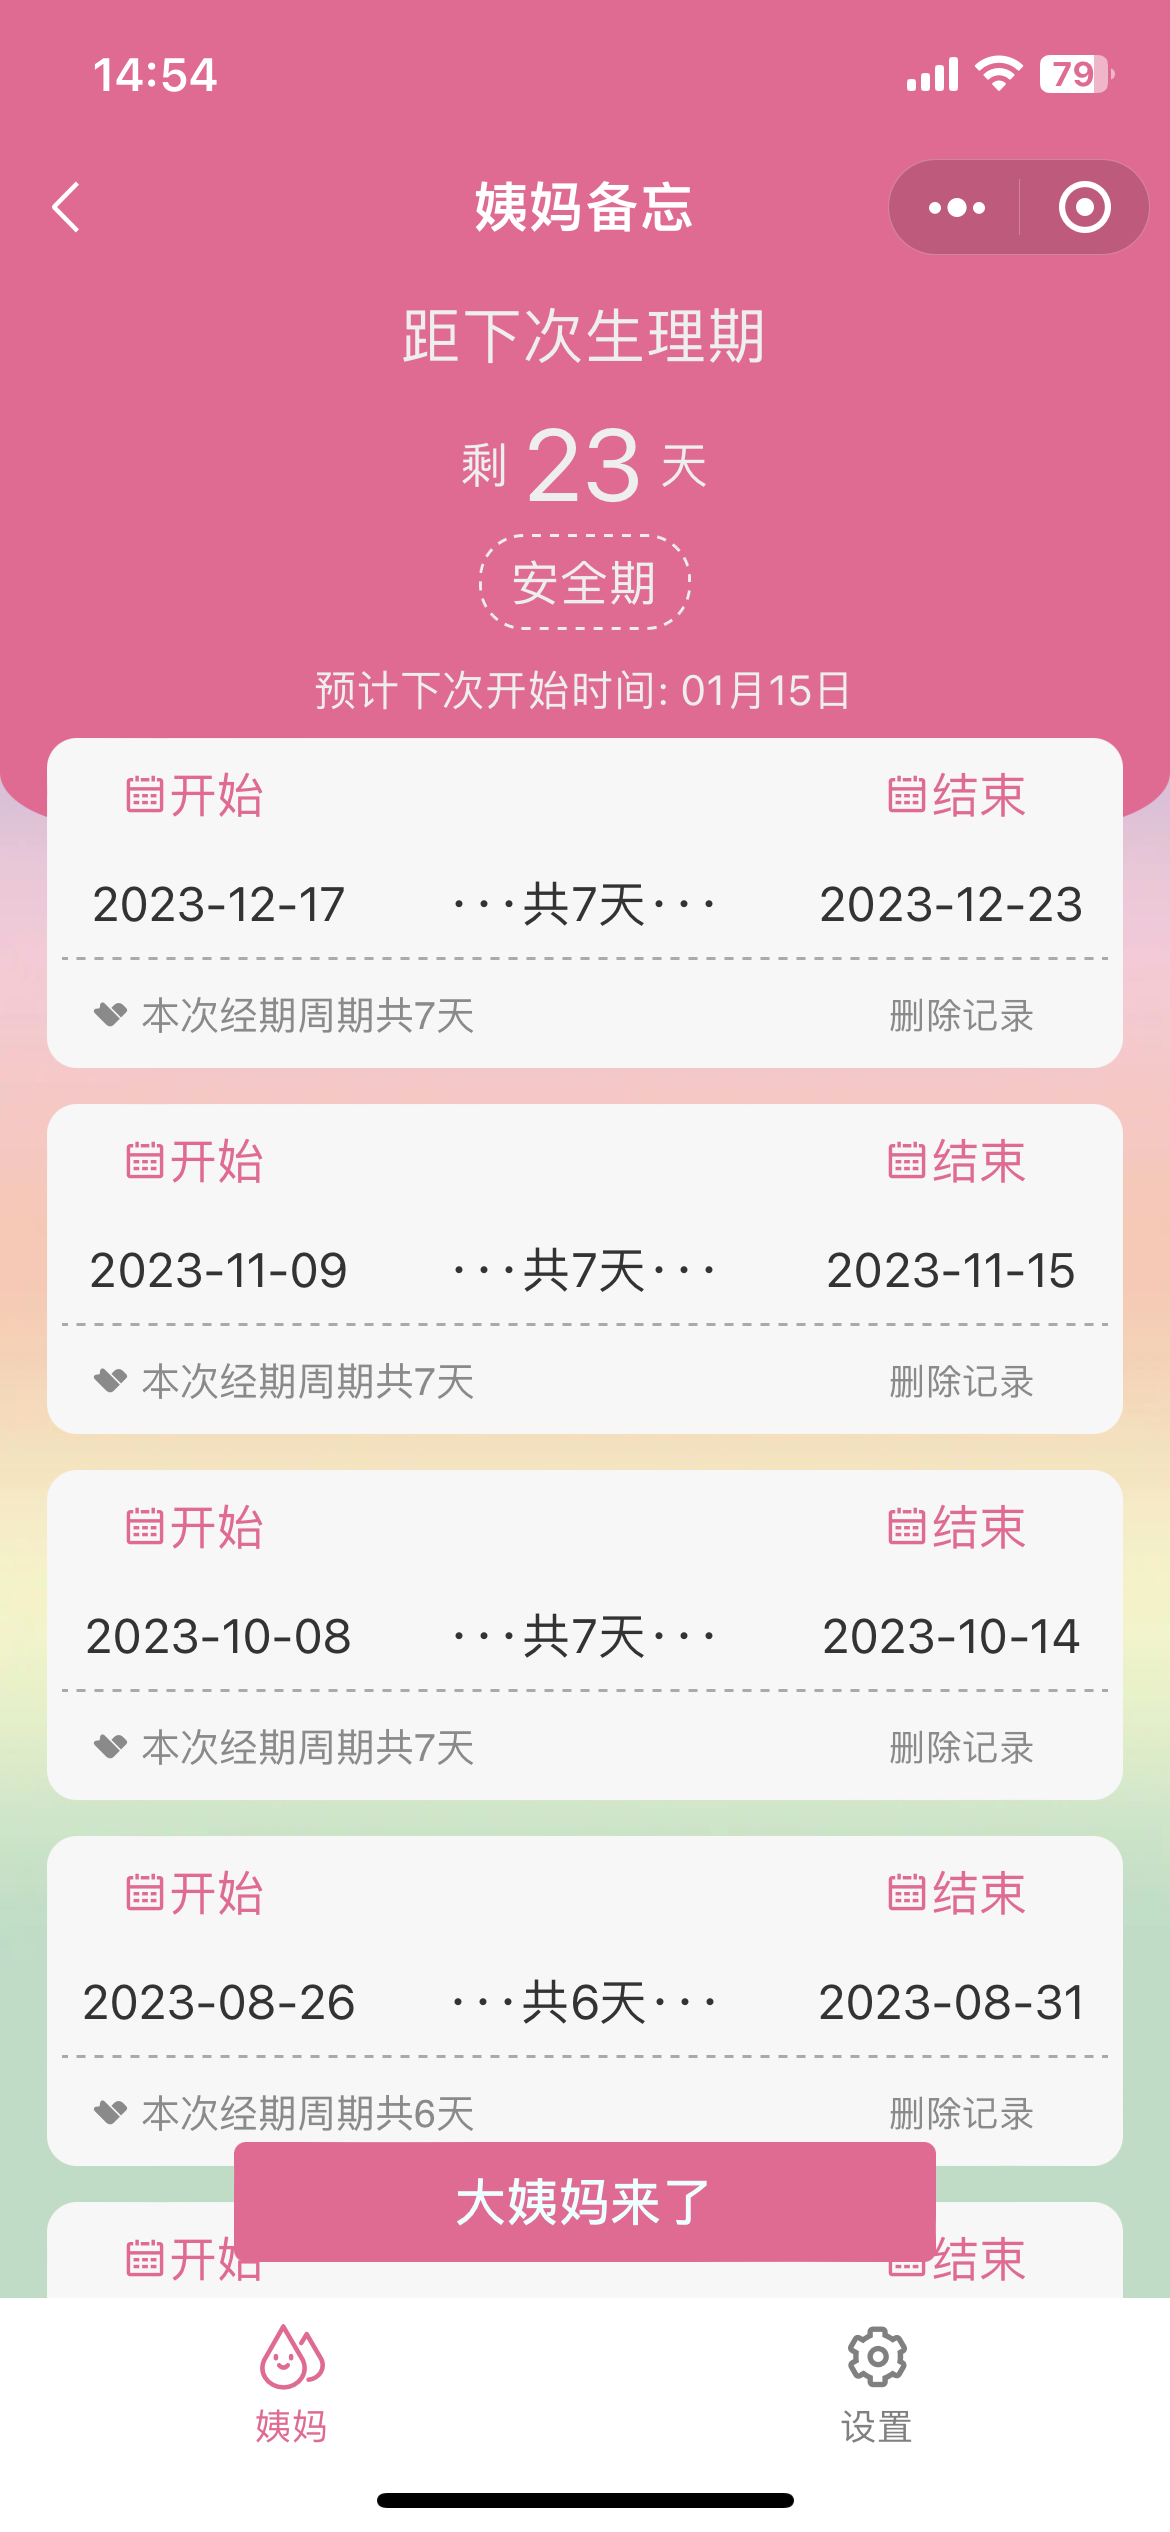 14:54
79
姨妈备忘
距下次生理期
剩 23 天
安全期
预计下次开始时间: 01月15日
开始 结束
2023-12-17 ···共7天··· 2023-12-23
本次经期周期共7天 删除记录
开始 结束
2023-11-09 ···共7天··· 2023-11-15
本次经期周期共7天 删除记录
开始 结束
2023-10-08 ···共7天··· 2023-10-14
本次经期周期共7天 删除记录
开始 结束
2023-08-26 ···共6天··· 2023-08-31
本次经期周期共6天 删除记录
大姨妈来了
开始 结束
姨妈 设置